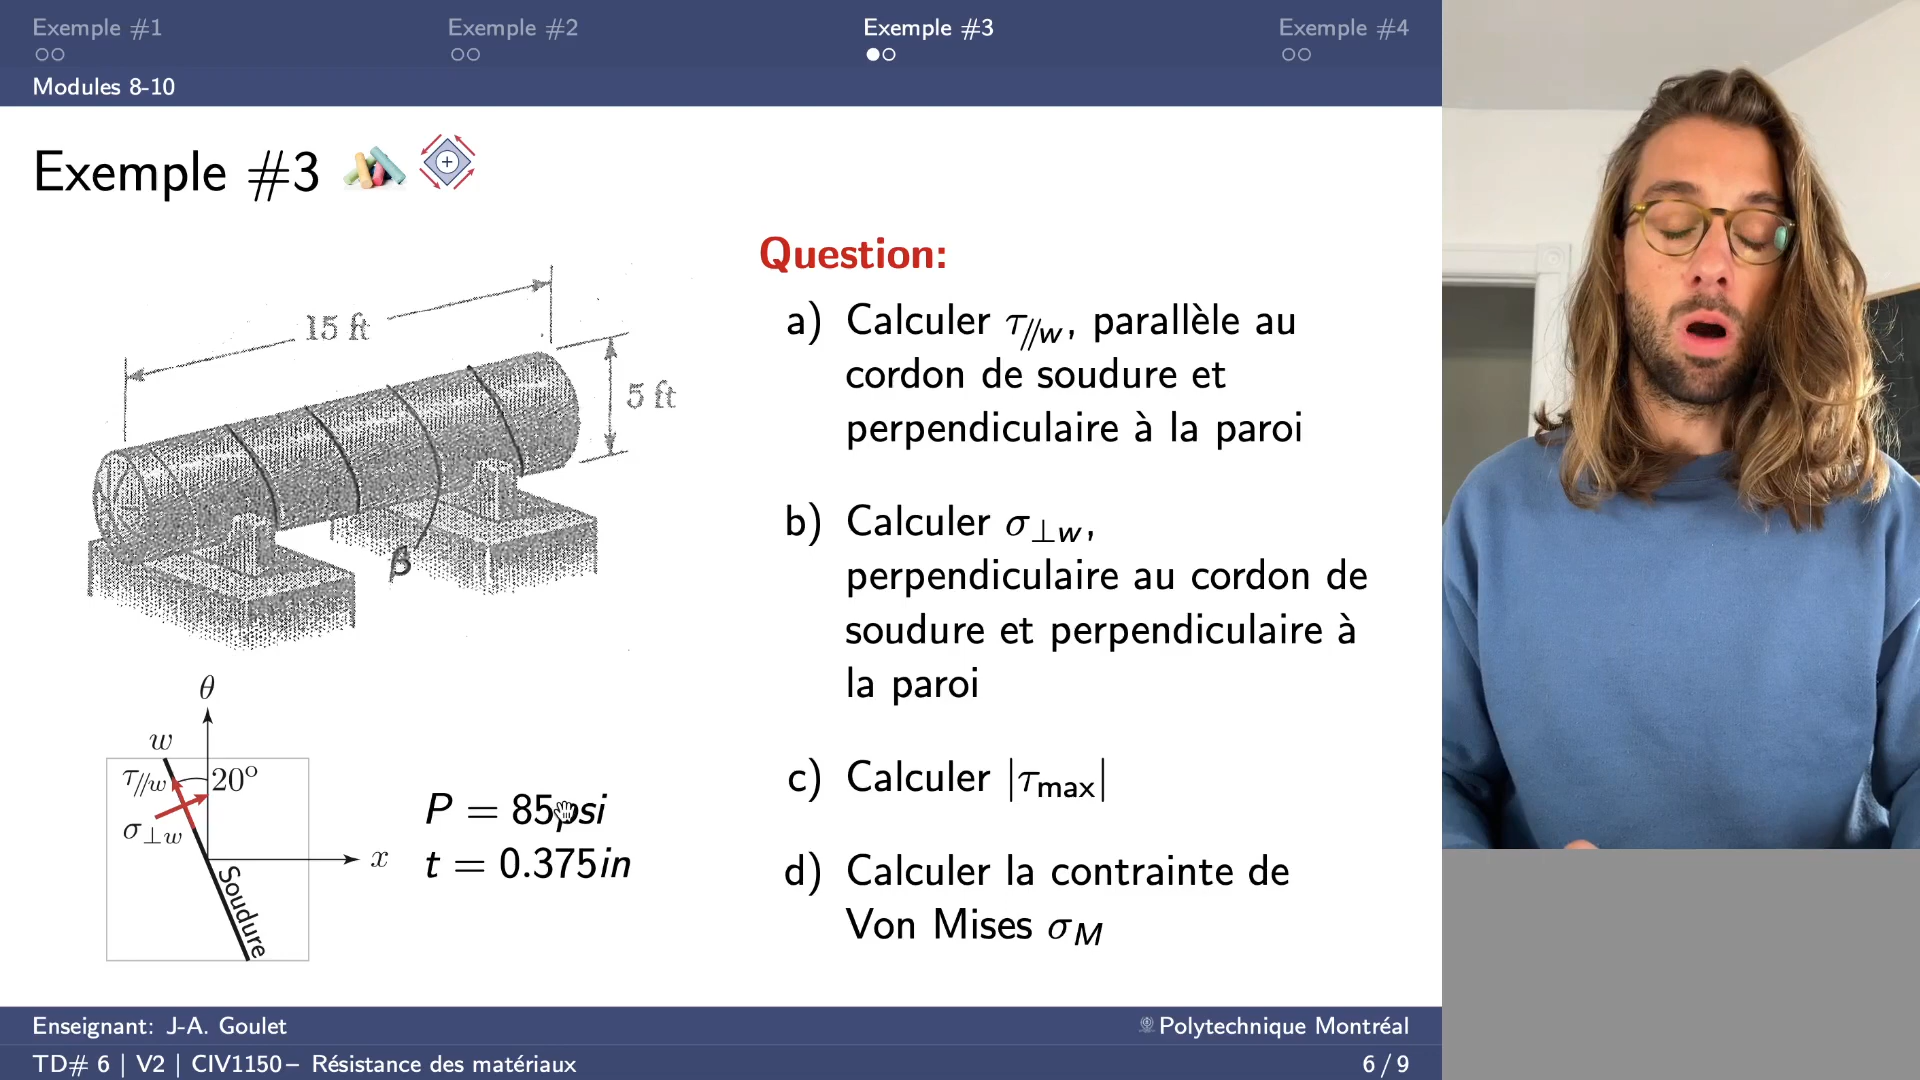 Exemple #1
Exemple #2
Exemple #3
Exemple #4
Modules 8-10
Exemple #3
15 ft
5 ft
β
θ
w
τ//w
20°
σ⊥w
x
Soudure
P = 85psi
t = 0.375in
Question:
a) Calculer τ//w, parallèle au
cordon de soudure et
perpendiculaire à la paroi
b) Calculer σ⊥w,
perpendiculaire au cordon de
soudure et perpendiculaire à
la paroi
c) Calculer |τmax|
d) Calculer la contrainte de
Von Mises σM
Enseignant: J-A. Goulet
Polytechnique Montréal
TD# 6 | V2 | CIV1150– Résistance des matériaux
6 / 9